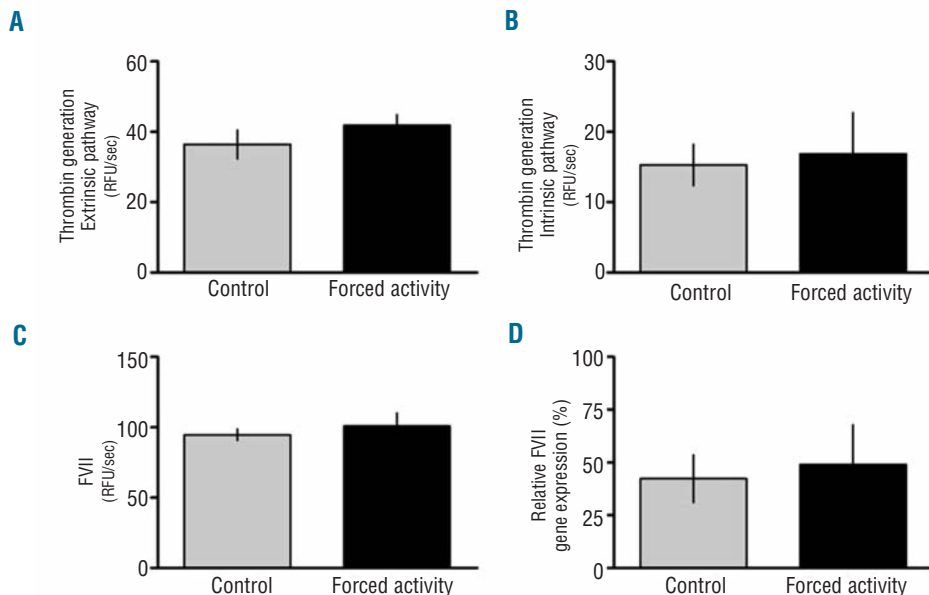 A
Thrombin generation
Extrinsic pathway
(RFU/sec)
60
40
20
0
Control
Forced activity
B
Thrombin generation
Intrinsic pathway
(RFU/sec)
30
20
10
0
Control
Forced activity
C
FVII
(RFU/sec)
150
100
50
0
Control
Forced activity
D
Relative FVII
gene expression (%)
100
75
50
25
0
Control
Forced activity